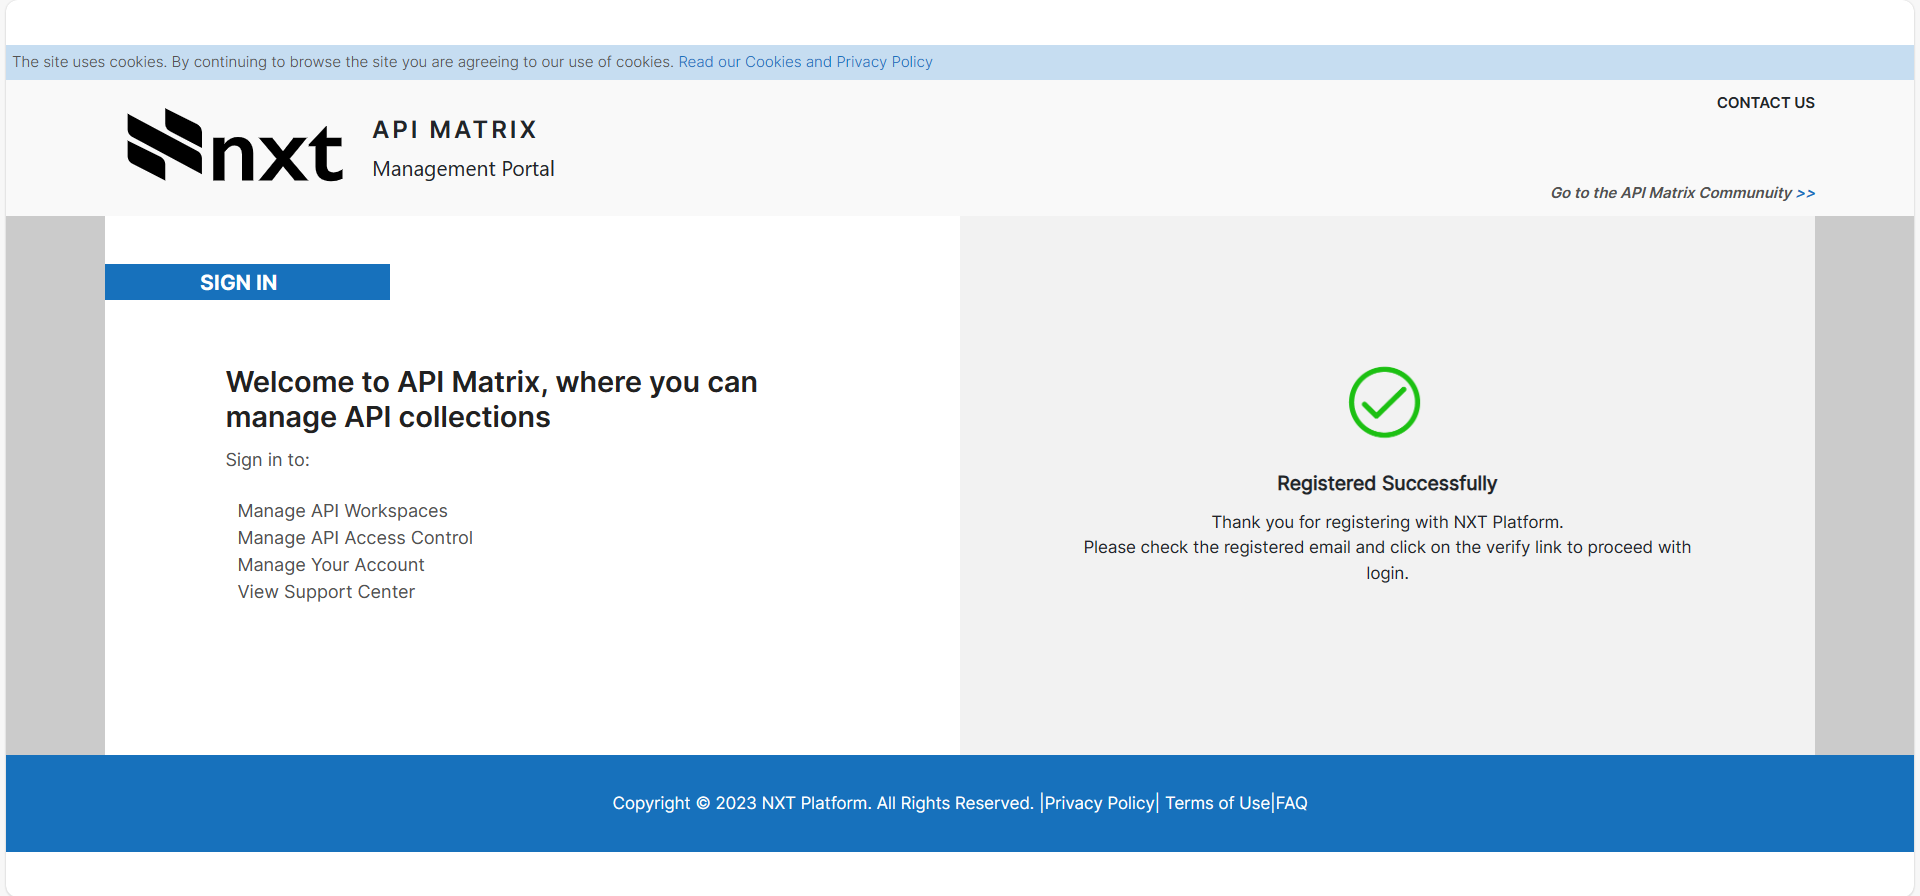 The site uses cookies. By continuing to browse the site you are agreeing to our use of cookies. Read our Cookies and Privacy Policy
CONTACT US
nxt
API MATRIX
Management Portal
Go to the API Matrix Communuity >>
SIGN IN
Welcome to API Matrix, where you can
manage API collections
Sign in to:
Manage API Workspaces
Manage API Access Control
Manage Your Account
View Support Center
Registered Successfully
Thank you for registering with NXT Platform.
Please check the registered email and click on the verify link to proceed with
login.
Copyright © 2023 NXT Platform. All Rights Reserved. |Privacy Policy| Terms of Use|FAQ